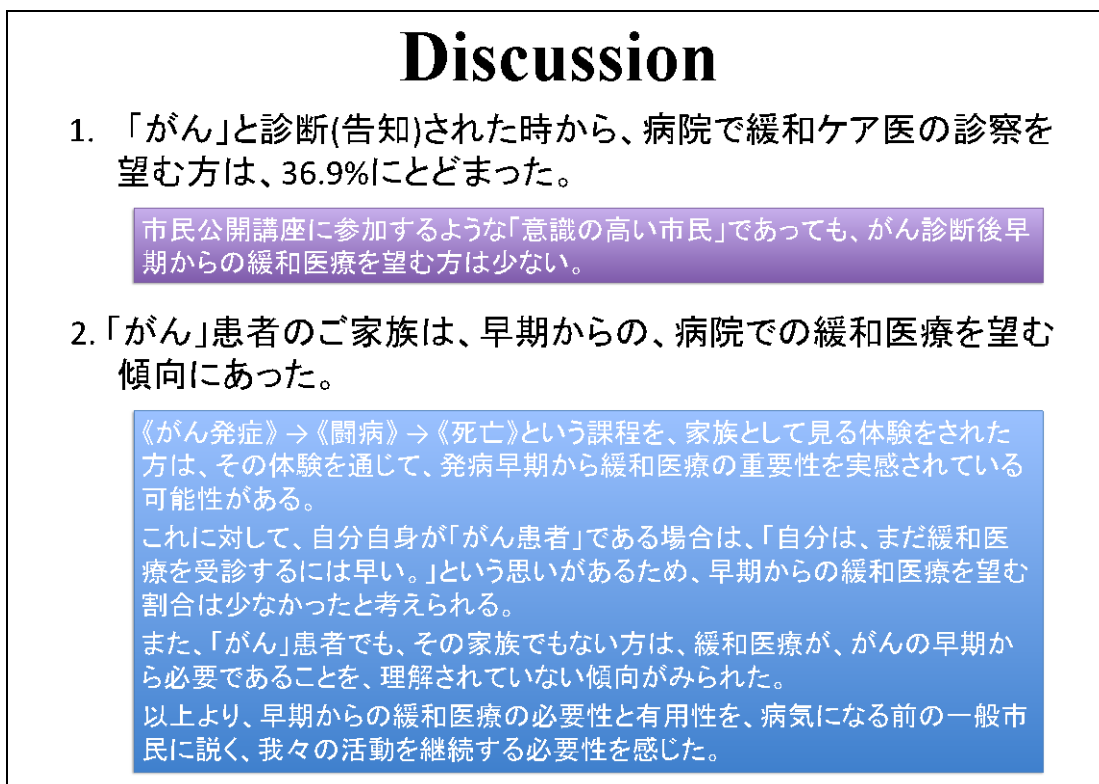 Discussion
1. 「がん」と診断(告知)された時から、病院で緩和ケア医の診察を
望む方は、36.9%にとどまった。
市民公開講座に参加するような「意識の高い市民」であっても、がん診断後早
期からの緩和医療を望む方は少ない。
2. 「がん」患者のご家族は、早期からの、病院での緩和医療を望む
傾向にあった。
《がん発症》→《闘病》→《死亡》という課程を、家族として見る体験をされた
方は、その体験を通じて、発病早期から緩和医療の重要性を実感されている
可能性がある。
これに対して、自分自身が「がん患者」である場合は、「自分は、まだ緩和医
療を受診するには早い。」という思いがあるため、早期からの緩和医療を望む
割合は少なかったと考えられる。
また、「がん」患者でも、その家族でもない方は、緩和医療が、がんの早期か
ら必要であることを、理解されていない傾向がみられた。
以上より、早期からの緩和医療の必要性と有用性を、病気になる前の一般市
民に説く、我々の活動を継続する必要性を感じた。